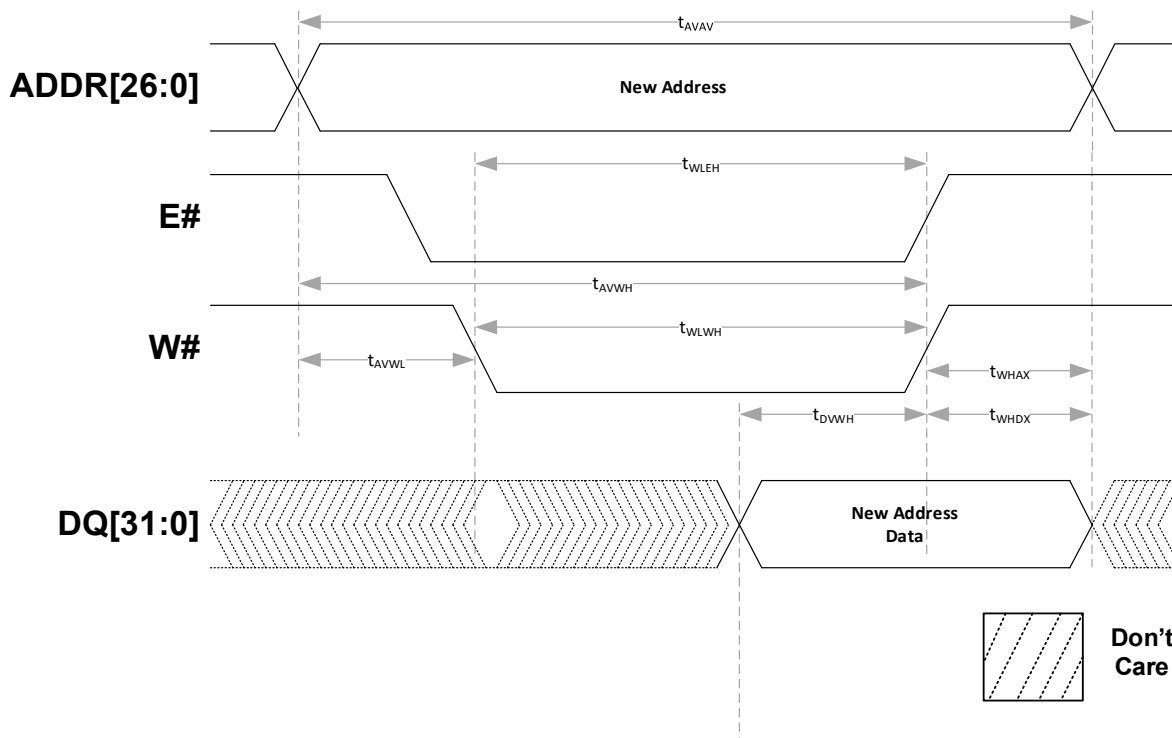 tAVAV
ADDR[26:0]
New Address
tWLEH
E#
tAVWH
W#
tWLWH
tAVWL
tWHAX
tDVWH
tWHDX
DQ[31:0]
New Address
Data
Don't
Care